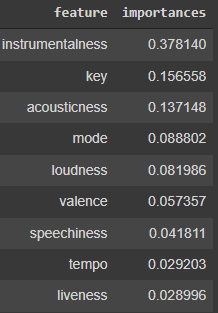 feature importances
instrumentalness 0.378140
key 0.156558
acousticness 0.137148
mode 0.088802
loudness 0.081986
valence 0.057357
speechiness 0.041811
tempo 0.029203
liveness 0.028996